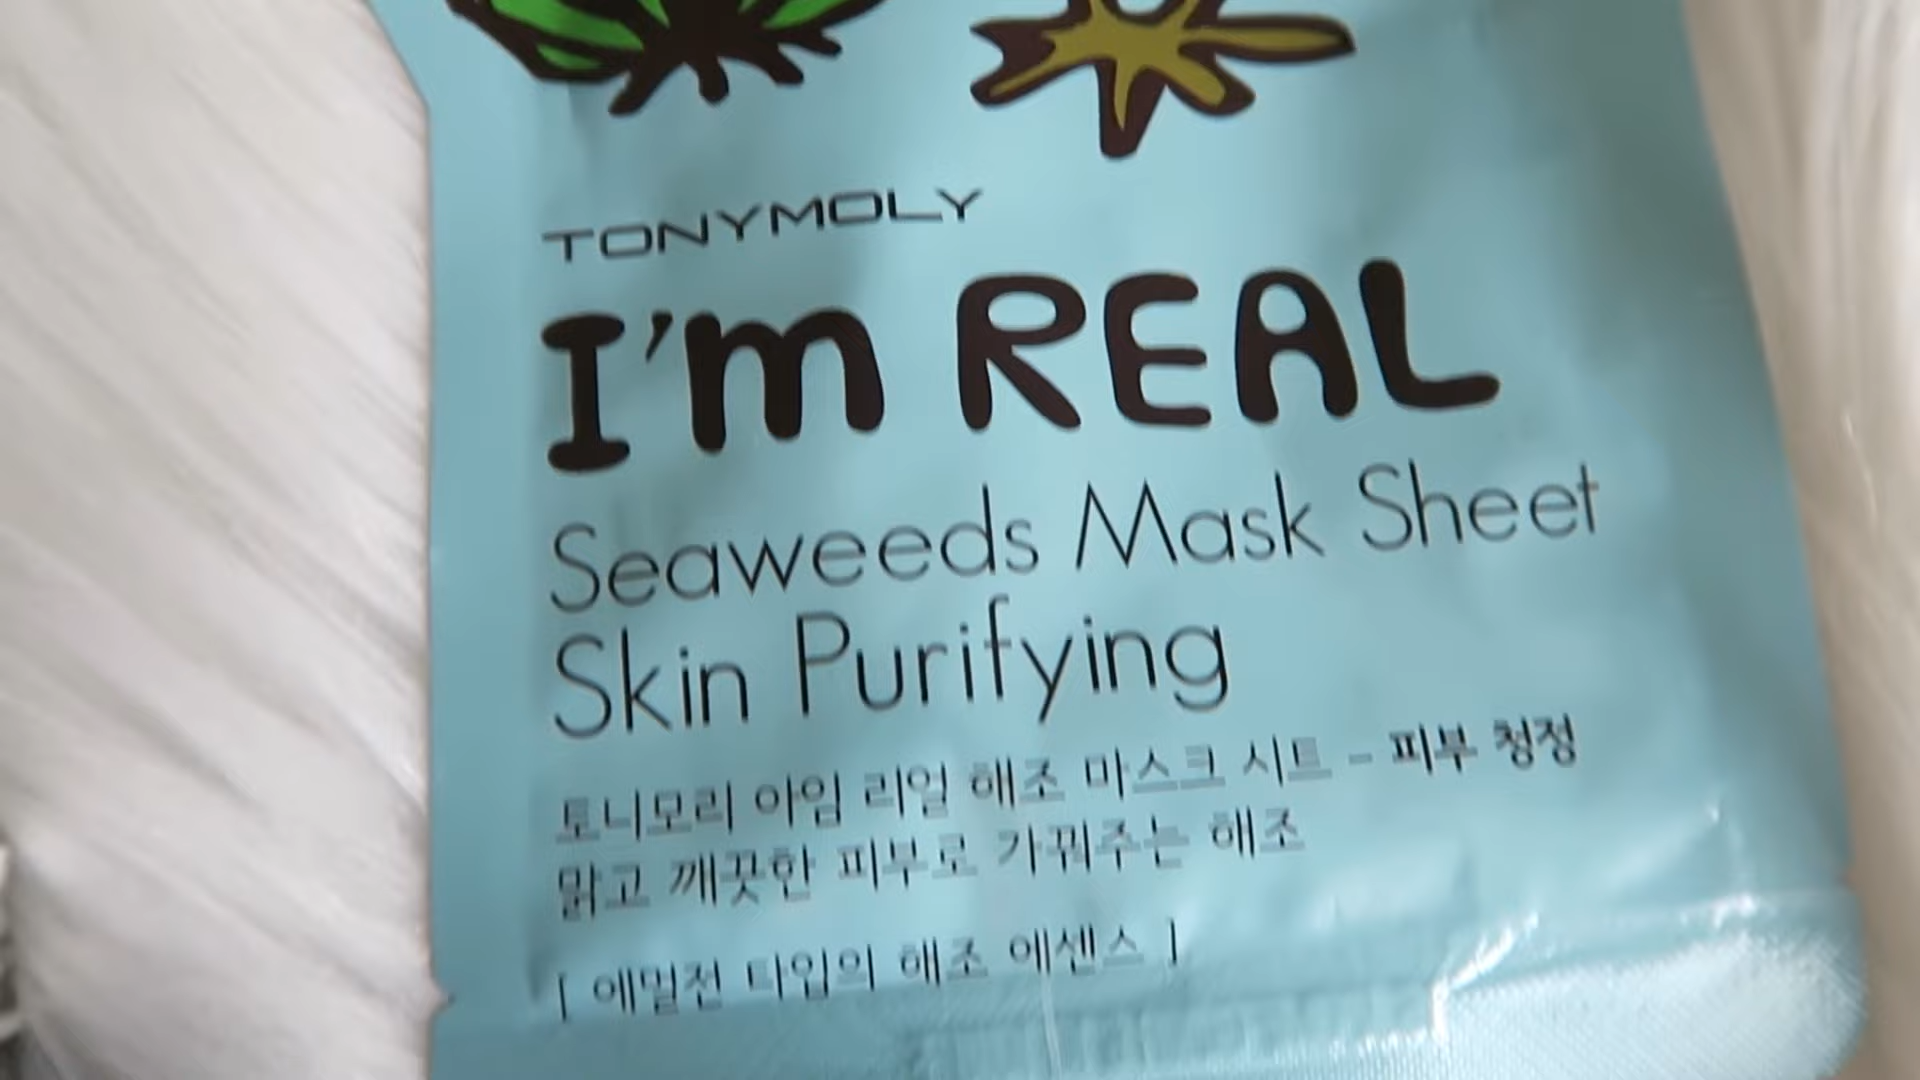 TONYMOLY
I'm REAL
Seaweeds Mask Sheet
Skin Purifying
토니모리 아임 리얼 해조 마스크 시트 - 피부 청정
맑고 깨끗한 피부로 가꿔주는 해조
[ 에멀전 타입의 해조 에센스 ]